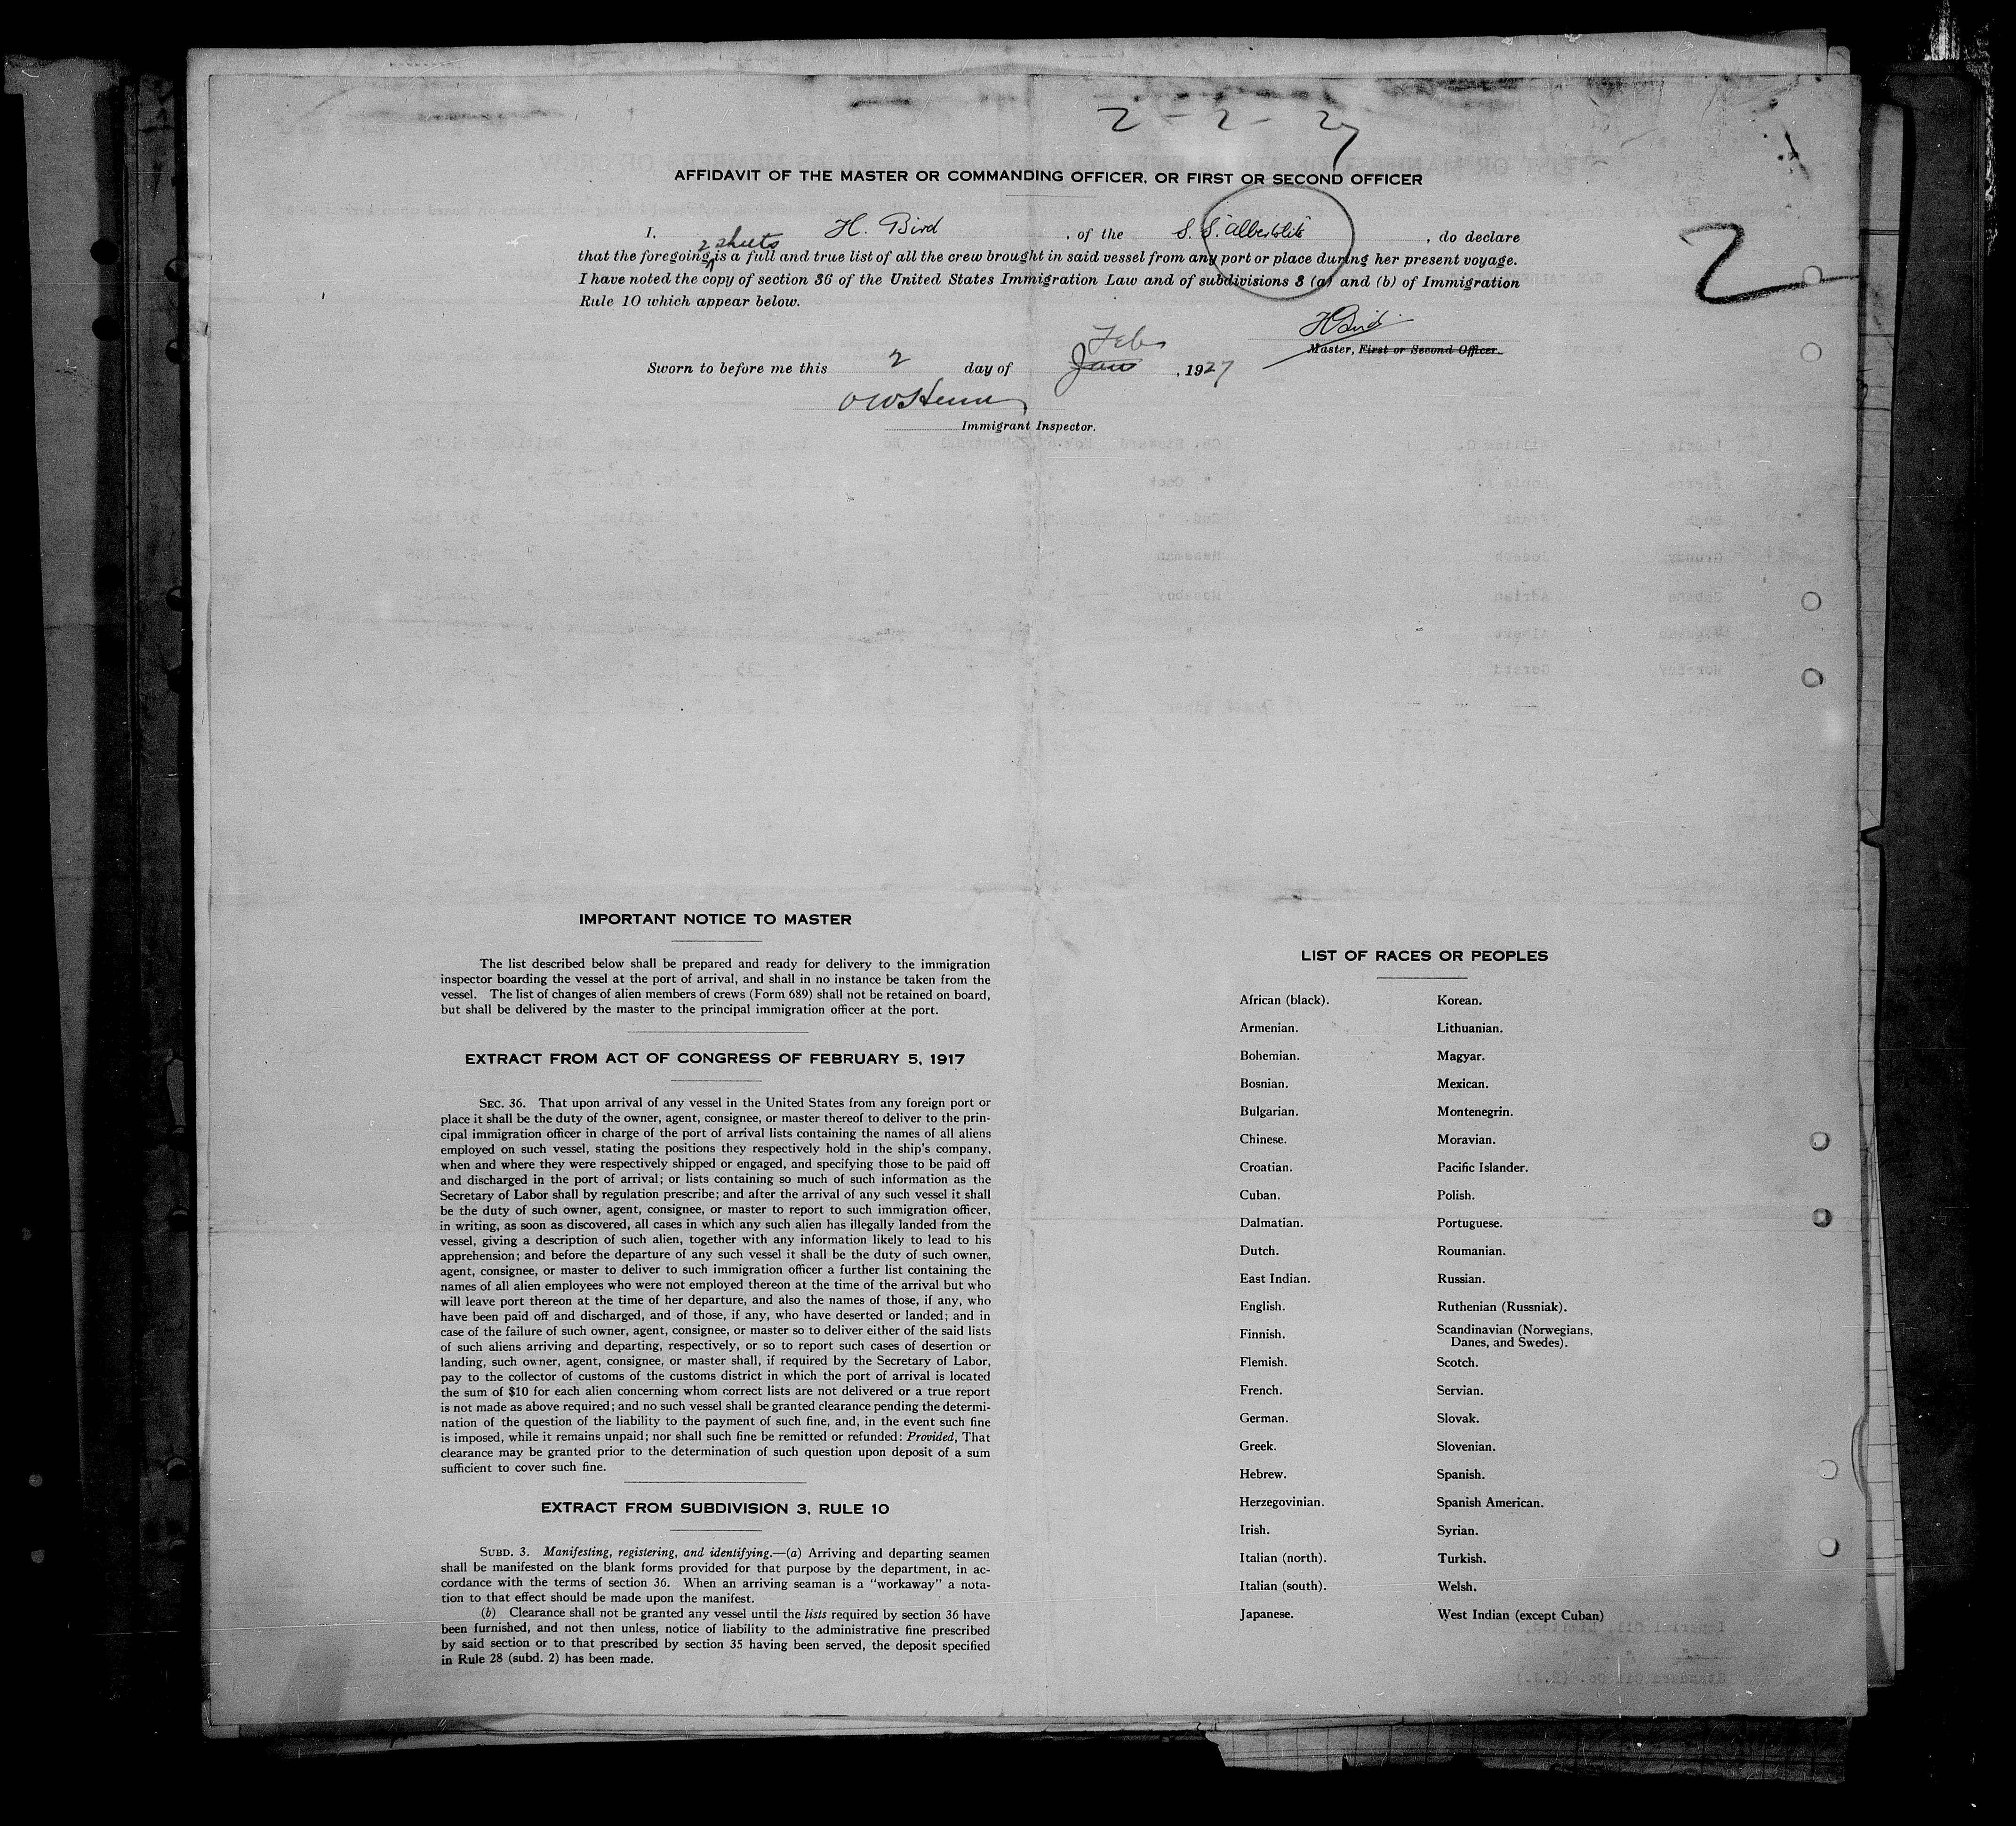 2 - 2 - 27
AFFIDAVIT OF THE MASTER OR COMMANDING OFFICER, OR FIRST OR SECOND OFFICER
I, H. Bird, of the S. S. "Albertolite", do declare
2 sheets
that the foregoing is a full and true list of all the crew brought in said vessel from any port or place during her present voyage.
I have noted the copy of section 36 of the United States Immigration Law and of subdivisions 3 (a) and (b) of Immigration
Rule 10 which appear below.
2
H Bird
Master, First or Second Officer.
Feb
Sworn to before me this 2 day of Jan, 1927
Immigrant Inspector.
IMPORTANT NOTICE TO MASTER
The list described below shall be prepared and ready for delivery to the immigration
inspector boarding the vessel at the port of arrival, and shall in no instance be taken from the
vessel. The list of changes of alien members of crews (Form 689) shall not be retained on board,
but shall be delivered by the master to the principal immigration officer at the port.
EXTRACT FROM ACT OF CONGRESS OF FEBRUARY 5, 1917
SEC. 36. That upon arrival of any vessel in the United States from any foreign port or
place it shall be the duty of the owner, agent, consignee, or master thereof to deliver to the prin-
cipal immigration officer in charge of the port of arrival lists containing the names of all aliens
employed on such vessel, stating the positions they respectively hold in the ship's company,
when and where they were respectively shipped or engaged, and specifying those to be paid off
and discharged in the port of arrival; or lists containing so much of such information as the
Secretary of Labor shall by regulation prescribe; and after the arrival of any such vessel it shall
be the duty of such owner, agent, consignee, or master to report to such immigration officer,
in writing, as soon as discovered, all cases in which any such alien has illegally landed from the
vessel, giving a description of such alien, together with any information likely to lead to his
apprehension; and before the departure of any such vessel it shall be the duty of such owner,
agent, consignee, or master to deliver to such immigration officer a further list containing the
names of all alien employees who were not employed thereon at the time of the arrival but who
will leave port thereon at the time of her departure, and also the names of those, if any, who
have been paid off and discharged, and of those, if any, who have deserted or landed; and in
case of the failure of such owner, agent, consignee, or master so to deliver either of the said lists
of such aliens arriving and departing, respectively, or so to report such cases of desertion or
landing, such owner, agent, consignee, or master shall, if required by the Secretary of Labor,
pay to the collector of customs of the customs district in which the port of arrival is located
the sum of $10 for each alien concerning whom correct lists are not delivered or a true report
is not made as above required; and no such vessel shall be granted clearance pending the determi-
nation of the question of the liability to the payment of such fine, and, in the event such fine
is imposed, while it remains unpaid; nor shall such fine be remitted or refunded: Provided, That
clearance may be granted prior to the determination of such question upon deposit of a sum
sufficient to cover such fine.
EXTRACT FROM SUBDIVISION 3, RULE 10
SUBD. 3. Manifesting, registering, and identifying.—(a) Arriving and departing seamen
shall be manifested on the blank forms provided for that purpose by the department, in ac-
cordance with the terms of section 36. When an arriving seaman is a "workaway" a nota-
tion to that effect should be made upon the manifest.
(b) Clearance shall not be granted any vessel until the lists required by section 36 have
been furnished, and not then unless, notice of liability to the administrative fine prescribed
by said section or to that prescribed by section 35 having been served, the deposit specified
in Rule 28 (subd. 2) has been made.
LIST OF RACES OR PEOPLES
African (black).
Armenian.
Bohemian.
Bosnian.
Bulgarian.
Chinese.
Croatian.
Cuban.
Dalmatian.
Dutch.
East Indian.
English.
Finnish.
Flemish.
French.
German.
Greek.
Hebrew.
Herzegovinian.
Irish.
Italian (north).
Italian (south).
Japanese.
Korean.
Lithuanian.
Magyar.
Mexican.
Montenegrin.
Moravian.
Pacific Islander.
Polish.
Portuguese.
Roumanian.
Russian.
Ruthenian (Russniak).
Scandinavian (Norwegians,
Danes, and Swedes).
Scotch.
Servian.
Slovak.
Slovenian.
Spanish.
Spanish American.
Syrian.
Turkish.
Welsh.
West Indian (except Cuban)